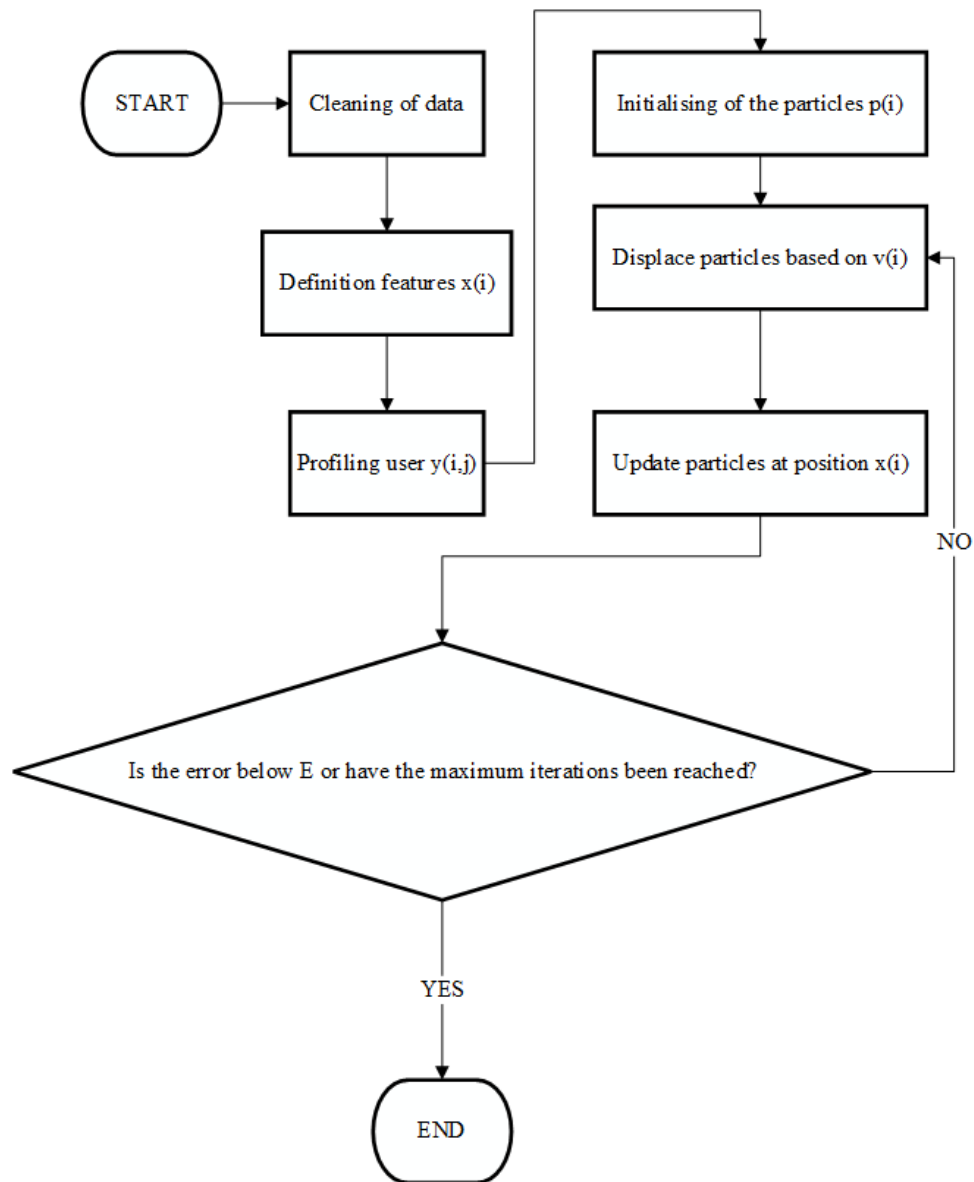 START
Cleaning of data
Definition features x(i)
Profiling user y(i,j)
Initialising of the particles p(i)
Displace particles based on v(i)
Update particles at position x(i)
NO
Is the error below E or have the maximum iterations been reached?
YES
END